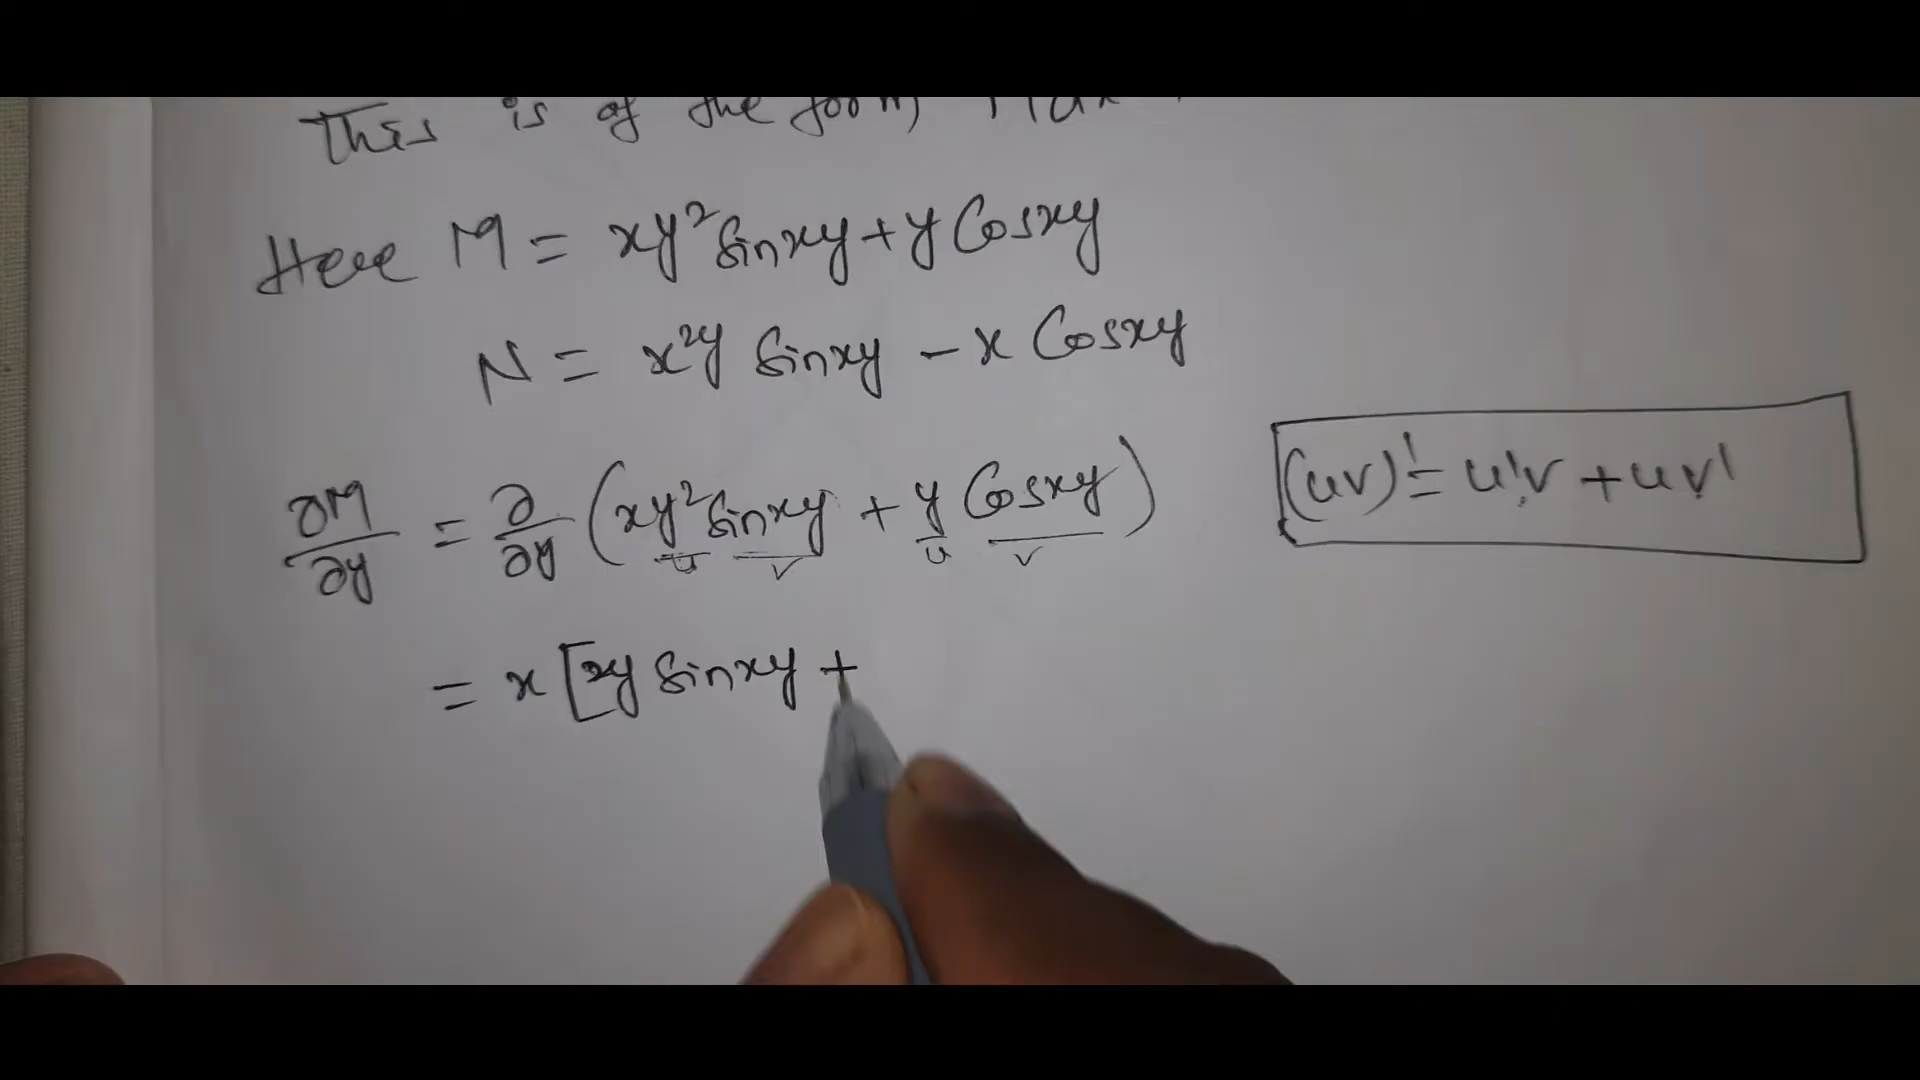 This is of the form
Here M = xy² sinxy + y Cosxy
N = x²y sinxy - x Cosxy
∂M/∂y = ∂/∂y (xy² sinxy + y Cosxy)
u v u v
(uv)' = u'v + uv'
= x [2y sinxy +